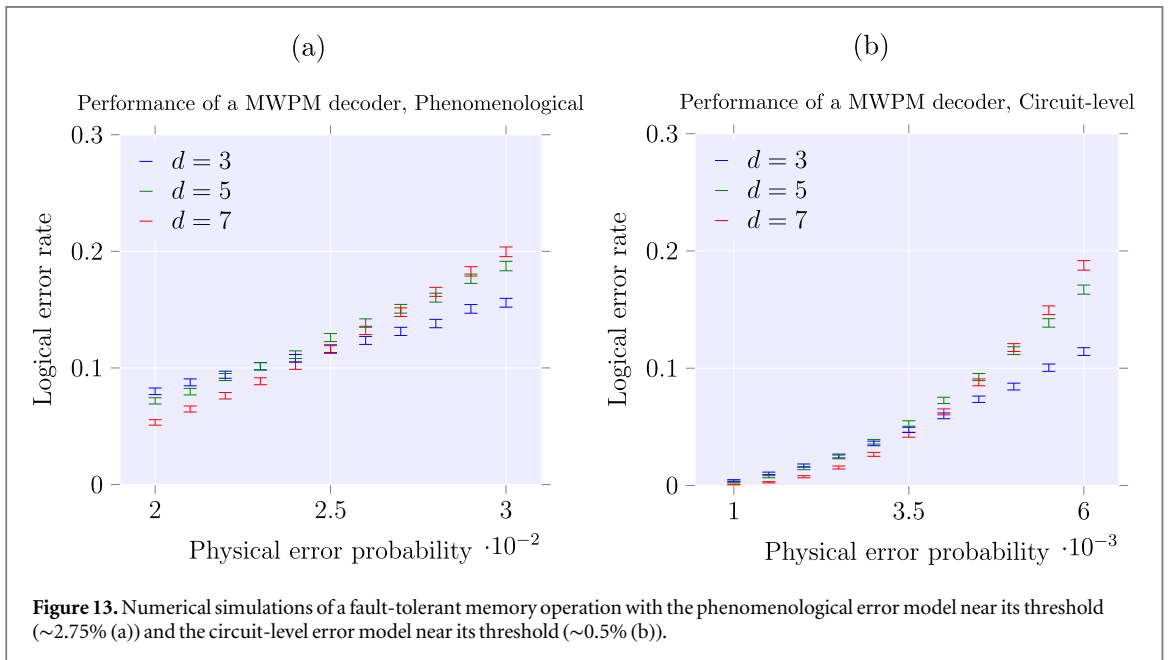 (a)
Performance of a MWPM decoder, Phenomenological
0.3
0.2
0.1
0
d = 3
d = 5
d = 7
Logical error rate
2
2.5
3
Physical error probability ·10⁻²
(b)
Performance of a MWPM decoder, Circuit-level
0.3
0.2
0.1
0
d = 3
d = 5
d = 7
Logical error rate
1
3.5
6
Physical error probability ·10⁻³
Figure 13. Numerical simulations of a fault-tolerant memory operation with the phenomenological error model near its threshold
(∼2.75% (a)) and the circuit-level error model near its threshold (∼0.5% (b)).